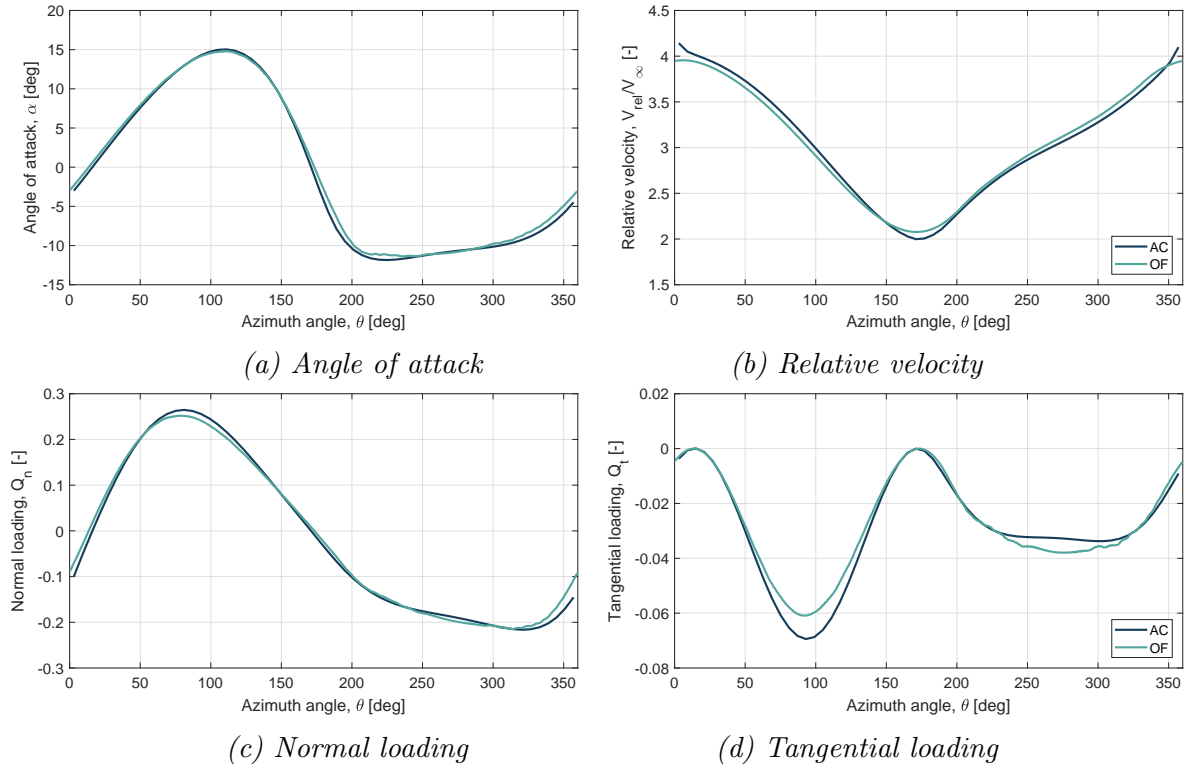 20
15
10
5
0
-5
-10
-15
0 50 100 150 200 250 300 350
Angle of attack, α [deg]
Azimuth angle, θ [deg]
(a) Angle of attack
4.5
4
3.5
3
2.5
2
1.5
0 50 100 150 200 250 300 350
Relative velocity, V_rel/V_∞ [-]
Azimuth angle, θ [deg]
AC
OF
(b) Relative velocity
0.3
0.2
0.1
0
-0.1
-0.2
-0.3
0 50 100 150 200 250 300 350
Normal loading, Q_n [-]
Azimuth angle, θ [deg]
(c) Normal loading
0.02
0
-0.02
-0.04
-0.06
-0.08
0 50 100 150 200 250 300 350
Tangential loading, Q_t [-]
Azimuth angle, θ [deg]
AC
OF
(d) Tangential loading